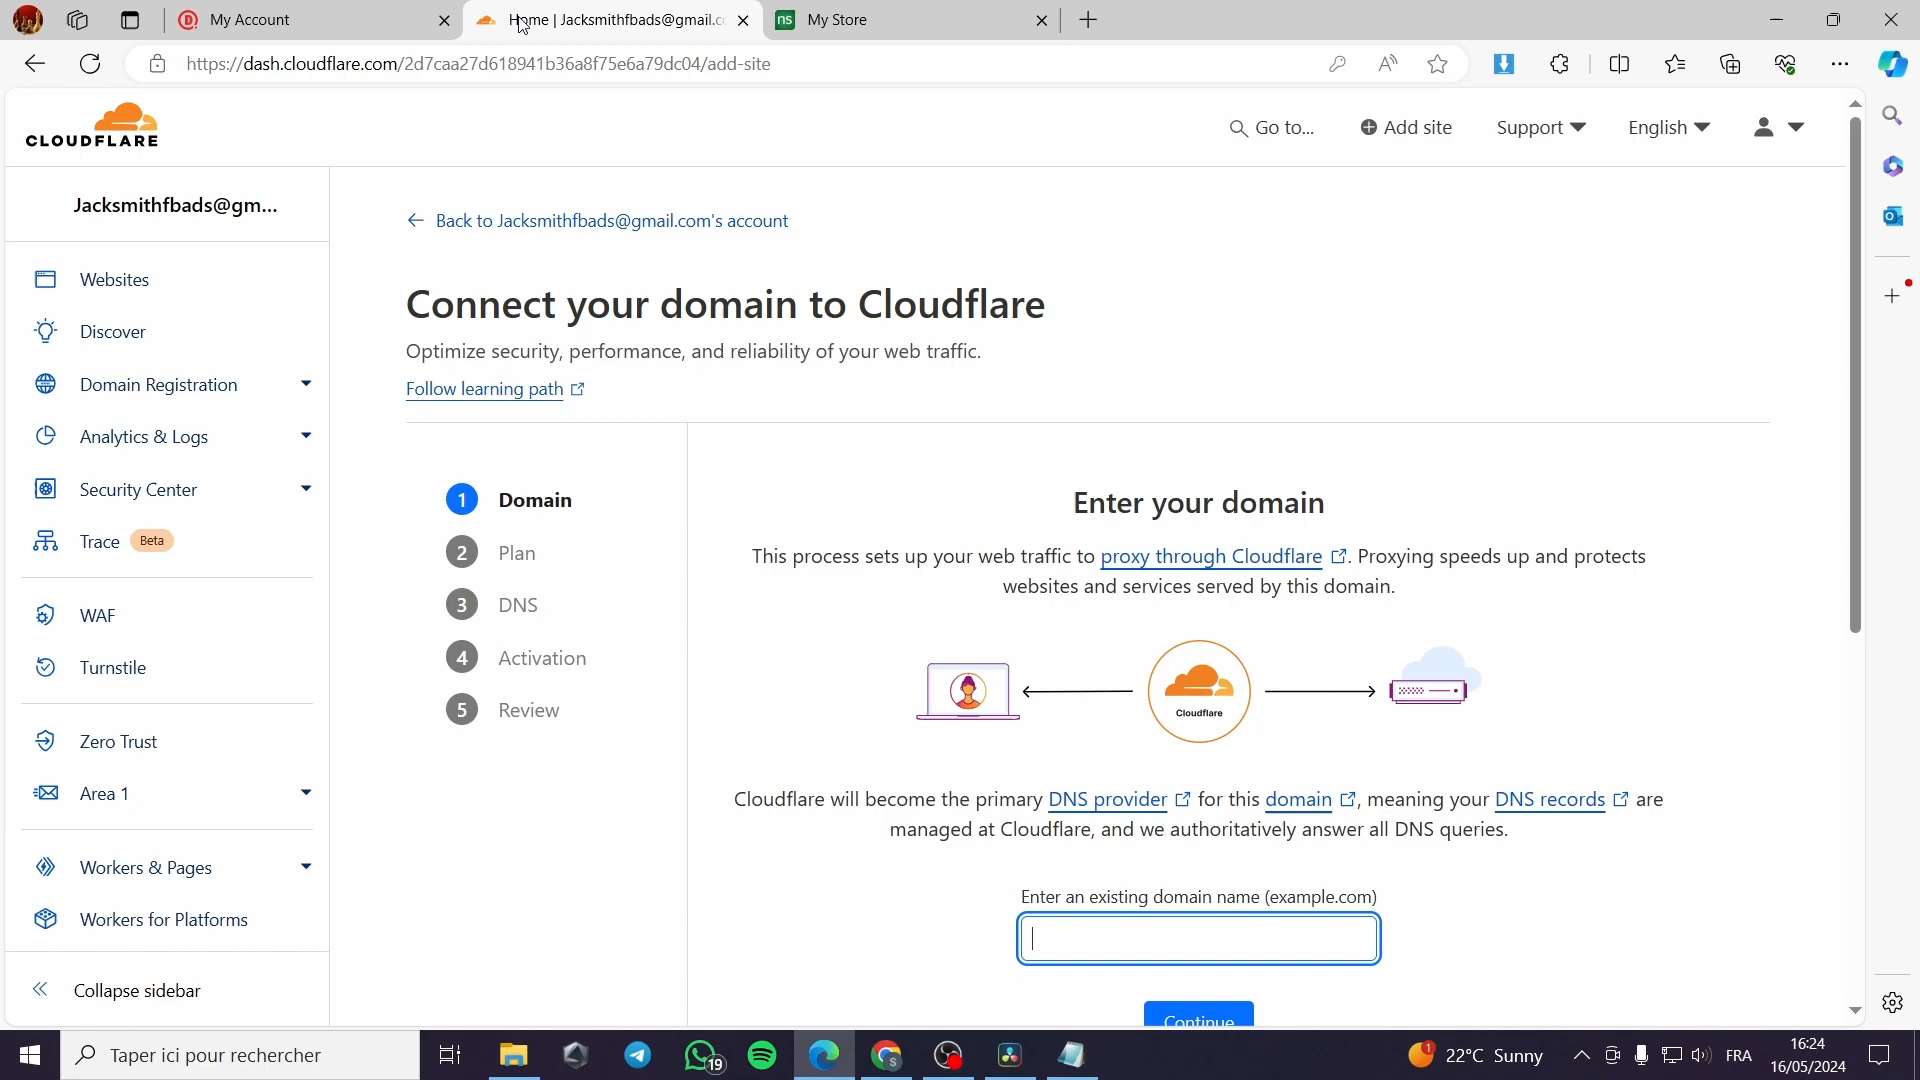 My Account
Home | Jacksmithfbads@gmail.cc
ns
My Store
https://dash.cloudflare.com/2d7caa27d618941b36a8f75e6a79dc04/add-site
CLOUDFLARE
Go to...
Add site
Support
English
Jacksmithfbads@gm...
Websites
Discover
Domain Registration
Analytics & Logs
Security Center
Trace Beta
WAF
Turnstile
Zero Trust
Area 1
Workers & Pages
Workers for Platforms
Collapse sidebar
Back to Jacksmithfbads@gmail.com's account
Connect your domain to Cloudflare
Optimize security, performance, and reliability of your web traffic.
Follow learning path
1 Domain
2 Plan
3 DNS
4 Activation
5 Review
Enter your domain
This process sets up your web traffic to proxy through Cloudflare. Proxying speeds up and protects
websites and services served by this domain.
Cloudflare
Cloudflare will become the primary DNS provider for this domain, meaning your DNS records are
managed at Cloudflare, and we authoritatively answer all DNS queries.
Enter an existing domain name (example.com)
Continue
Taper ici pour rechercher
19
S
1
22°C Sunny
FRA
16:24
16/05/2024